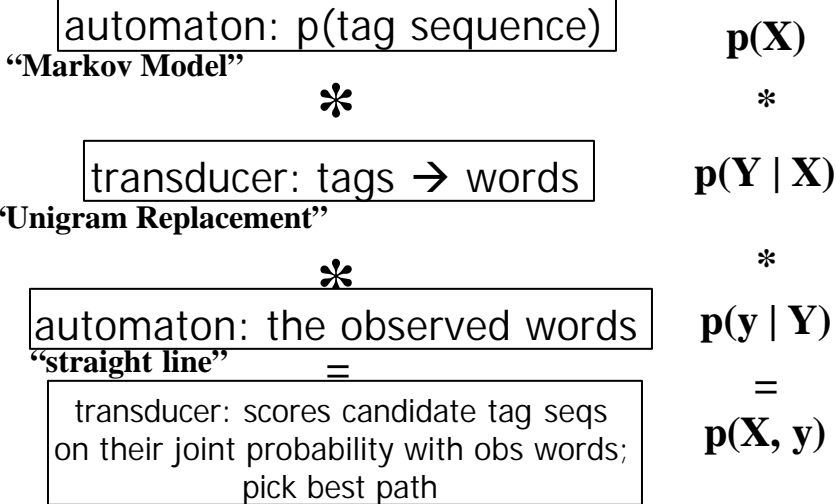 automaton: p(tag sequence) p(X)
“Markov Model”
* *
transducer: tags → words p(Y | X)
“Unigram Replacement”
* *
automaton: the observed words p(y | Y)
“straight line” = =
transducer: scores candidate tag seqs
on their joint probability with obs words; p(X, y)
pick best path